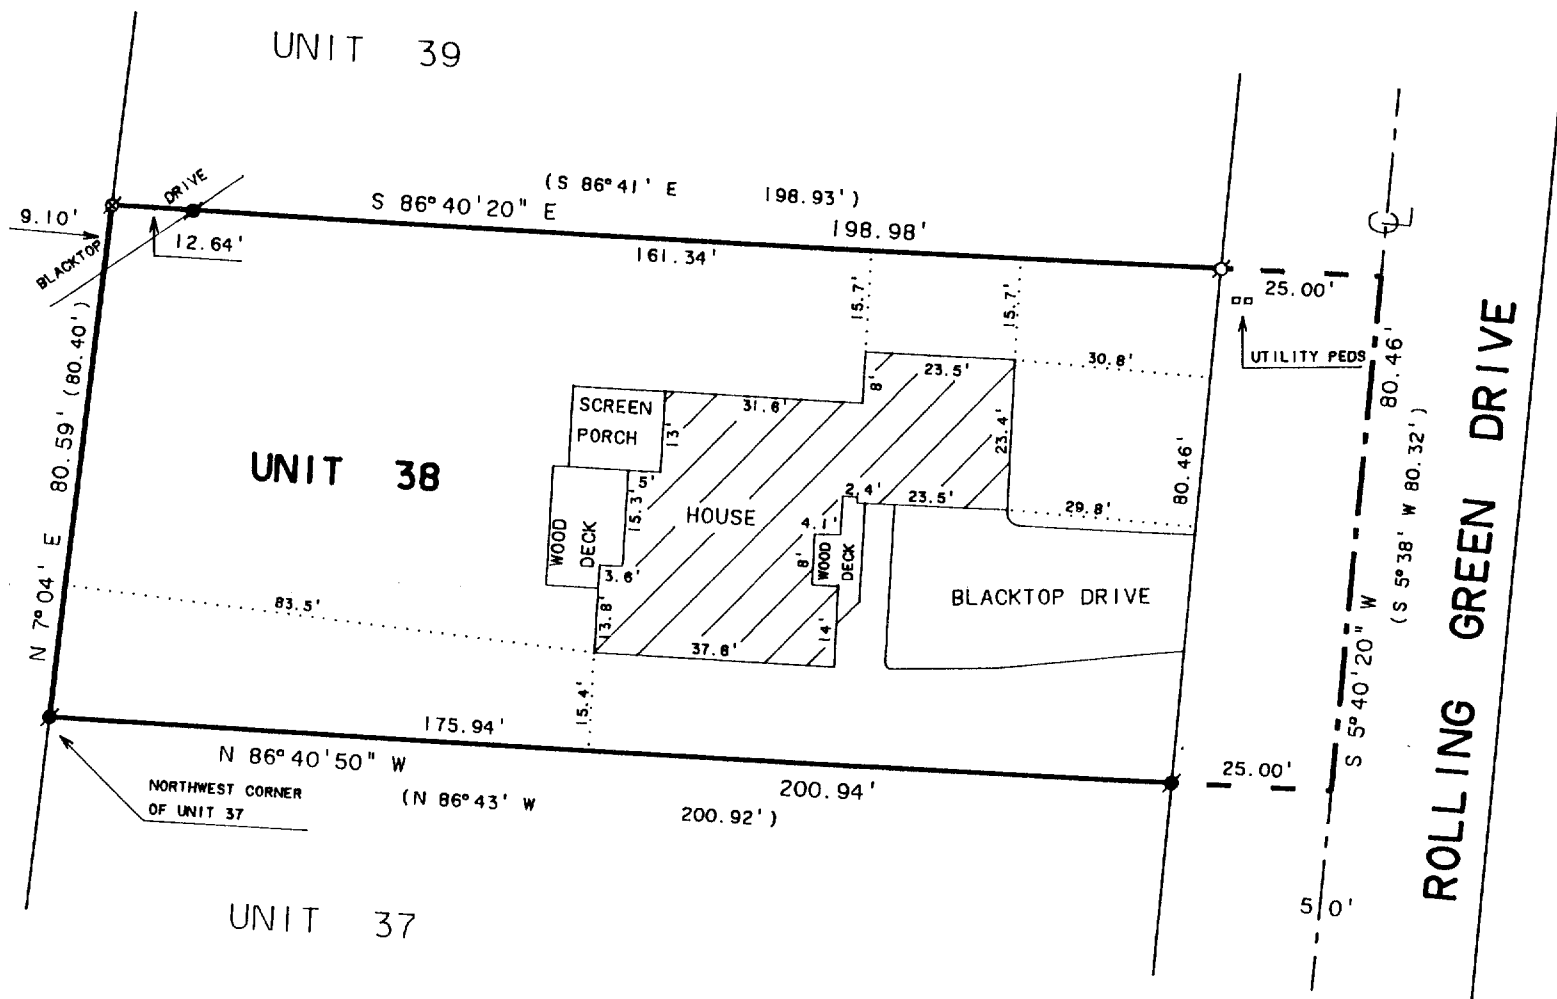 UNIT 39
(S 86°41' E 198.93')
S 86°40'20" E 198.98'
161.34'
DRIVE
BLACKTOP
9.10'
12.64'
25.00'
UTILITY PEDS
15.7'
15.7'
30.8'
23.5'
8'
31.6'
SCREEN
PORCH
13'
23.4'
UNIT 38
5'
15.3'
HOUSE
2.4'
23.5'
29.8'
4.1'
8'
WOOD
DECK
WOOD
DECK
3.6'
13.8'
37.8'
14'
BLACKTOP DRIVE
80.46'
80.46'
(S 5°38' W 80.32')
S 5°40'20" W
ROLLING GREEN DRIVE
N 7°04' E 80.59' (80.40')
83.5'
15.4'
175.94'
N 86°40'50" W 200.94'
(N 86°43' W 200.92')
25.00'
NORTHWEST CORNER
OF UNIT 37
50'
UNIT 37